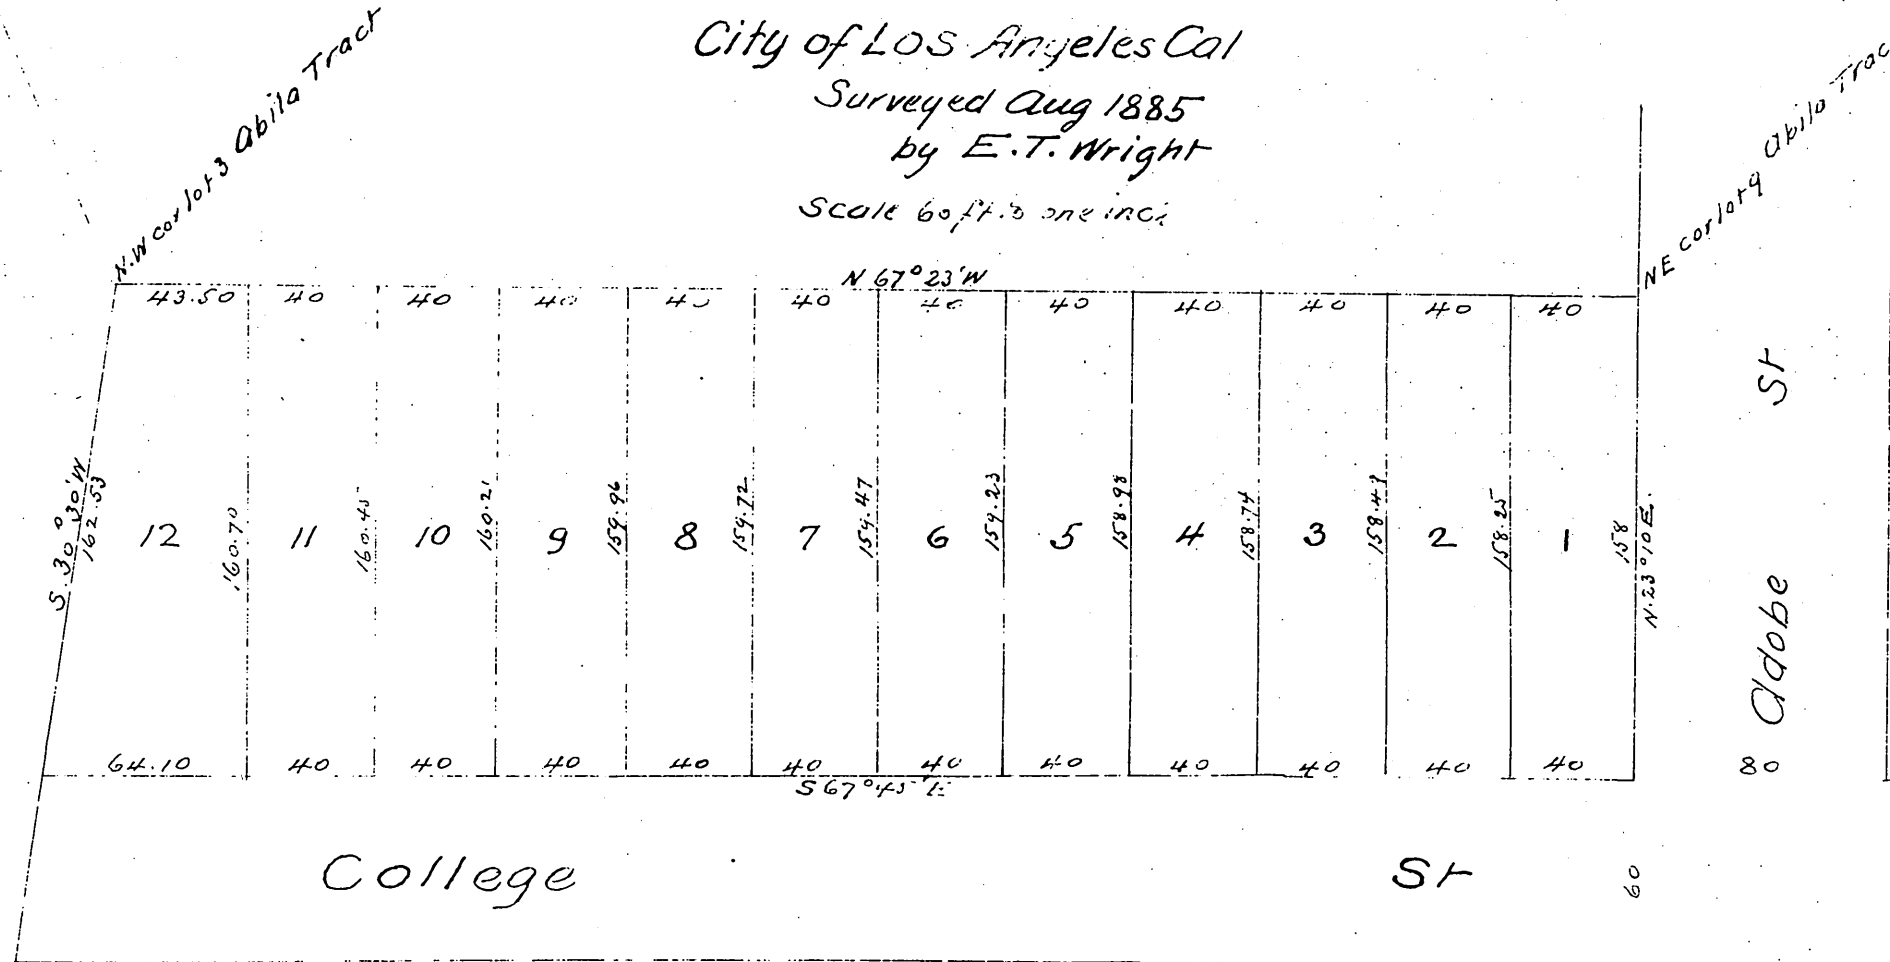 City of Los Angeles Cal
Surveyed Aug 1885
by E.T. Wright
Scale 60 ft. to one inch
N.W cor lot 3 Abila Tract
NE cor lot 9 Abila Trac
N 67° 23' W
43.50 40 40 40 40 40 40 40 40 40 40 40
S. 30° 30' W
162.53
12 160.70 11 160.45 10 160.21 9 159.96 8 159.72 7 159.47 6 159.23 5 158.98 4 158.74 3 158.49 2 158.25 1 158
N. 23° 10 E.
Adobe St
64.10 40 40 40 40 40 40 40 40 40 40 40 80
S 67° 45' E
College St 60